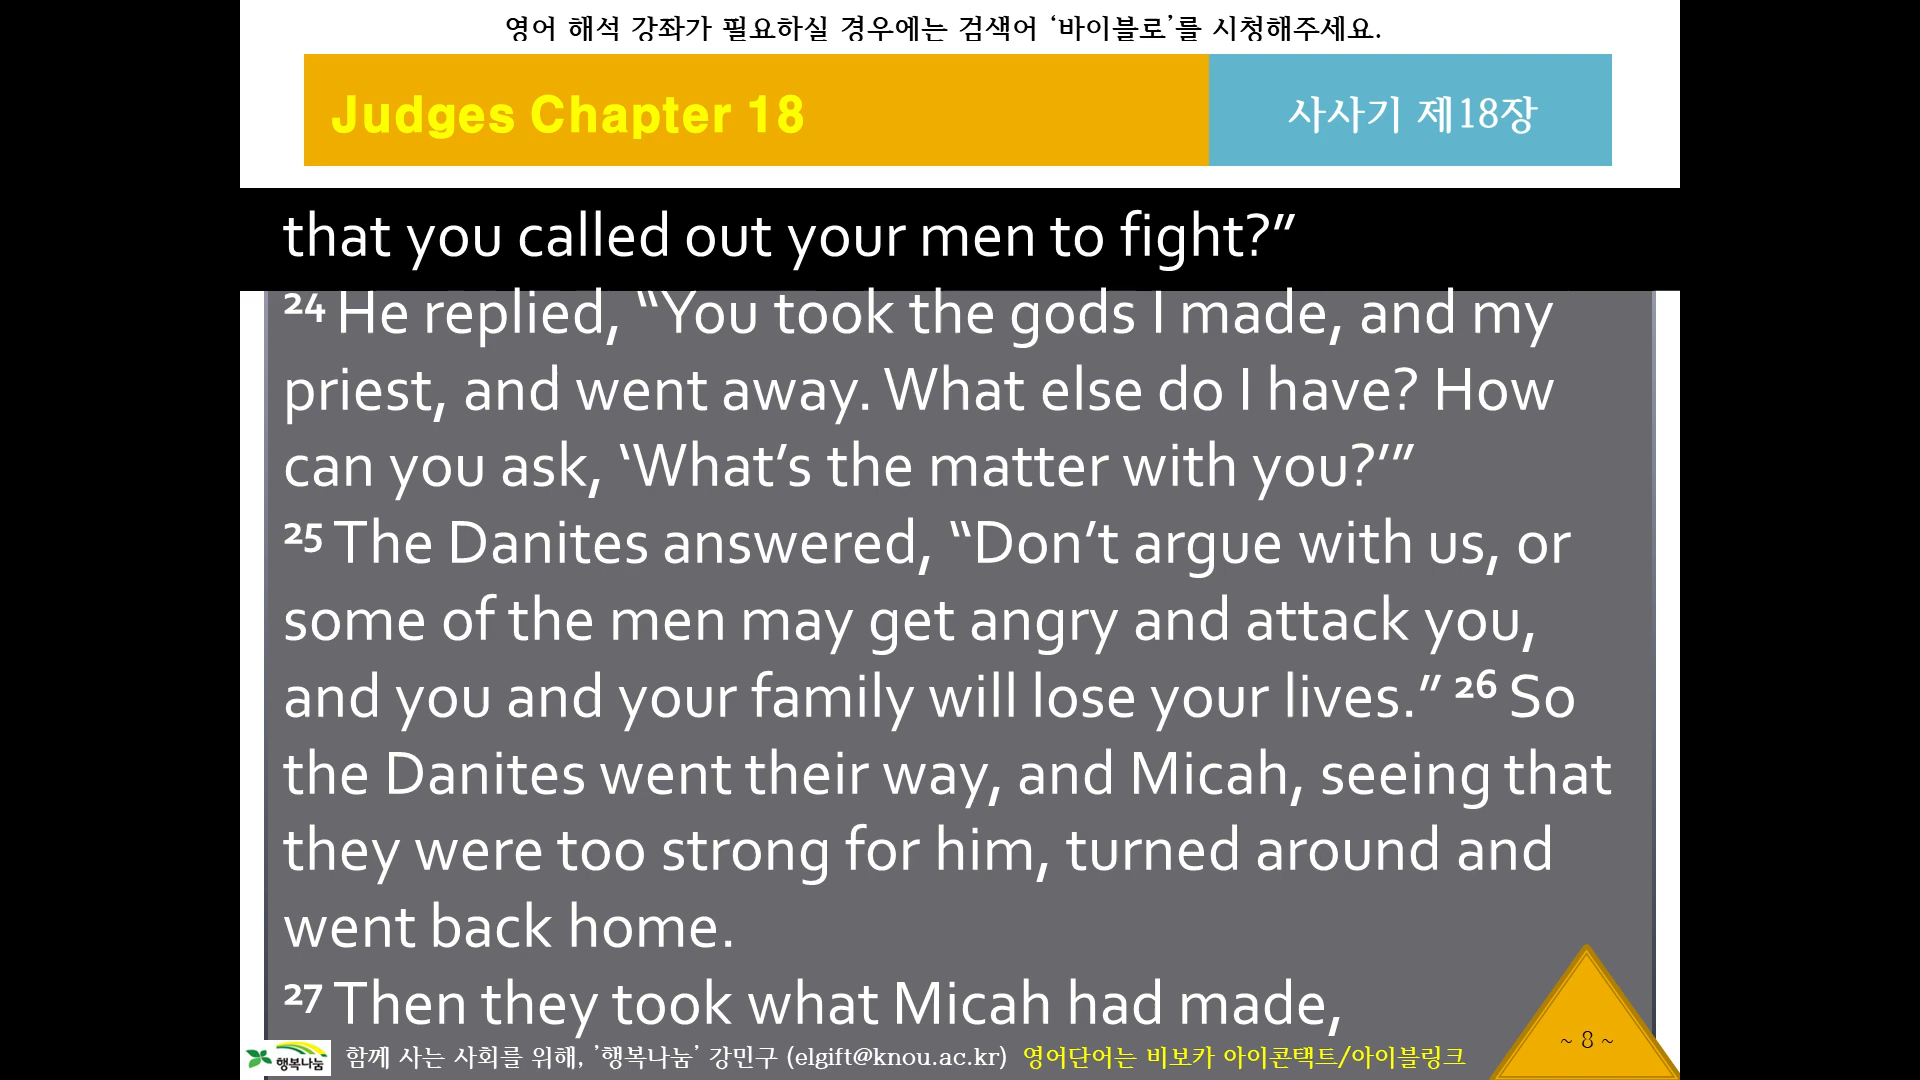 영어 해석 강좌가 필요하실 경우에는 검색어 ‘바이블로’를 시청해주세요.
Judges Chapter 18
사사기 제18장
that you called out your men to fight?”
24 He replied, “You took the gods I made, and my
priest, and went away. What else do I have? How
can you ask, ‘What’s the matter with you?’”
25 The Danites answered, “Don’t argue with us, or
some of the men may get angry and attack you,
and you and your family will lose your lives.” 26 So
the Danites went their way, and Micah, seeing that
they were too strong for him, turned around and
went back home.
27 Then they took what Micah had made,
~ 8 ~
행복나눔
함께 사는 사회를 위해, ’행복나눔’ 강민구 (elgift@knou.ac.kr) 영어단어는 비보카 아이콘택트/아이블링크